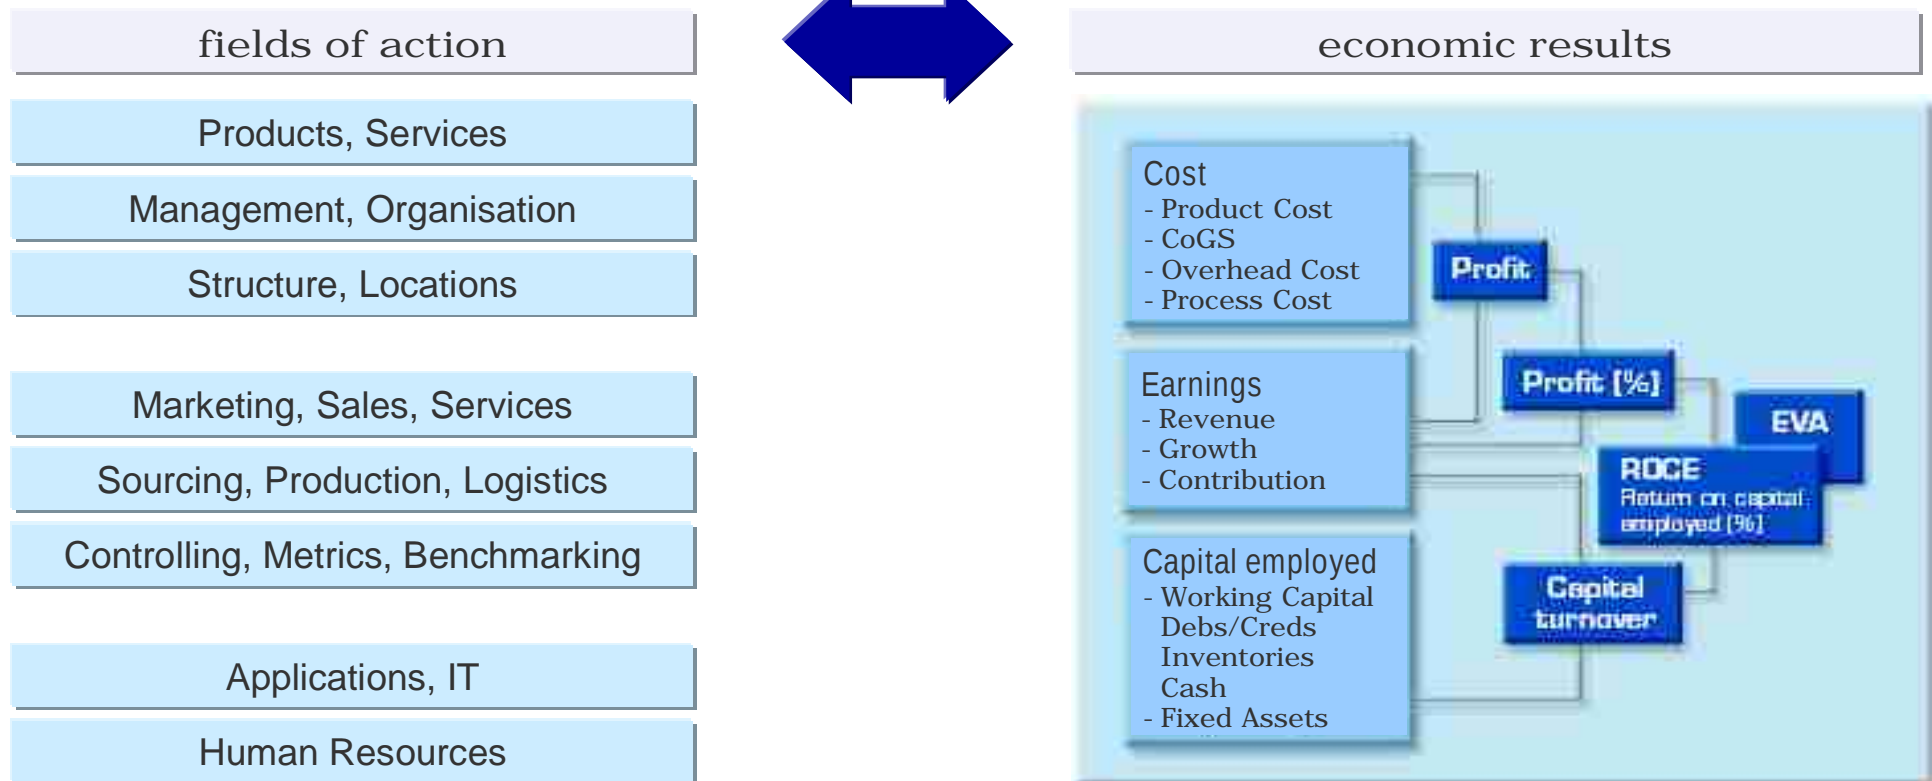 fields of action
economic results
Products, Services
Management, Organisation
Structure, Locations
Marketing, Sales, Services
Sourcing, Production, Logistics
Controlling, Metrics, Benchmarking
Applications, IT
Human Resources
Cost
- Product Cost
- CoGS
- Overhead Cost
- Process Cost
Earnings
- Revenue
- Growth
- Contribution
Capital employed
- Working Capital
Debs/Creds
Inventories
Cash
- Fixed Assets
Profit
Profit [%]
EVA
ROCE
Return on capital
employed [%]
Capital
turnover